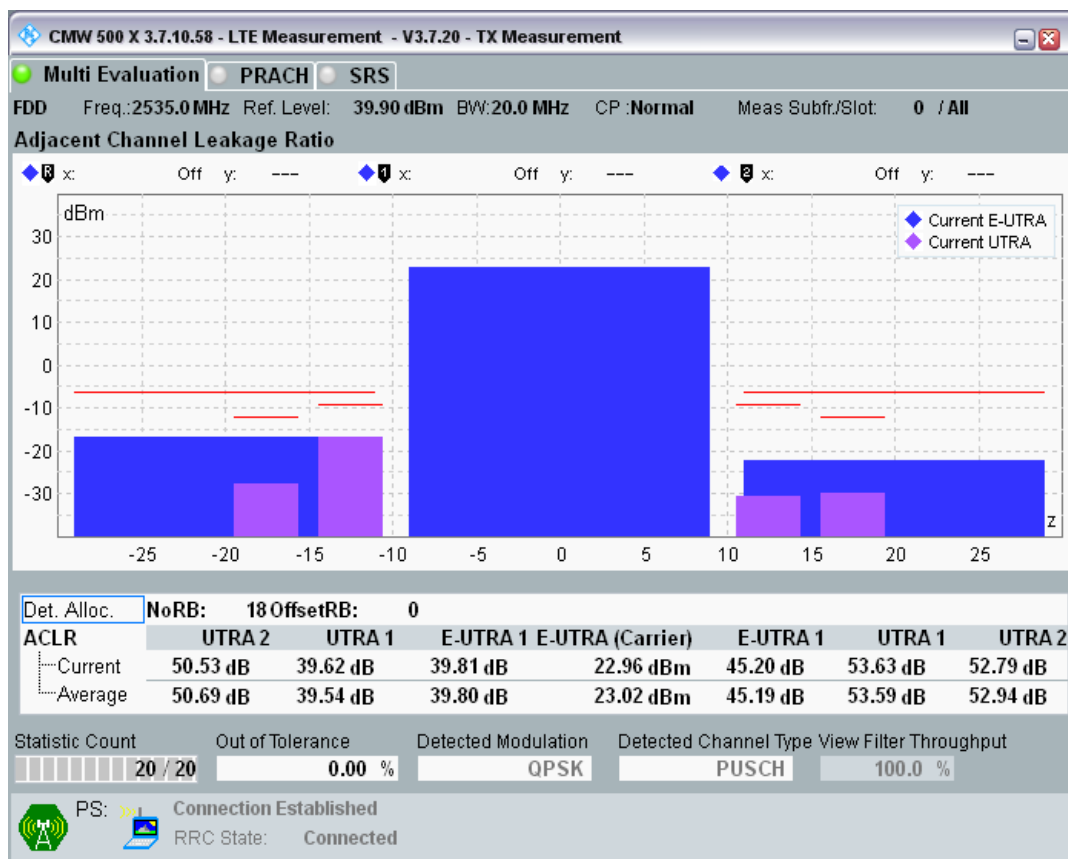 CMW 500 X 3.7.10.58 - LTE Measurement - V3.7.20 - TX Measurement
Multi Evaluation PRACH SRS
FDD Freq.:2535.0 MHz Ref. Level: 39.90 dBm BW:20.0 MHz CP :Normal Meas Subfr./Slot: 0 / All
Adjacent Channel Leakage Ratio
R x: Off y: --- 1 x: Off y: --- 2 x: Off y: ---
dBm
Current E-UTRA
Current UTRA
30
20
10
0
-10
-20
-30
z
-25 -20 -15 -10 -5 0 5 10 15 20 25
Det. Alloc. NoRB: 18 OffsetRB: 0
ACLR UTRA 2 UTRA 1 E-UTRA 1 E-UTRA (Carrier) E-UTRA 1 UTRA 1 UTRA 2
Current 50.53 dB 39.62 dB 39.81 dB 22.96 dBm 45.20 dB 53.63 dB 52.79 dB
Average 50.69 dB 39.54 dB 39.80 dB 23.02 dBm 45.19 dB 53.59 dB 52.94 dB
Statistic Count Out of Tolerance Detected Modulation Detected Channel Type View Filter Throughput
20 / 20 0.00 % QPSK PUSCH 100.0 %
PS: Connection Established
RRC State: Connected